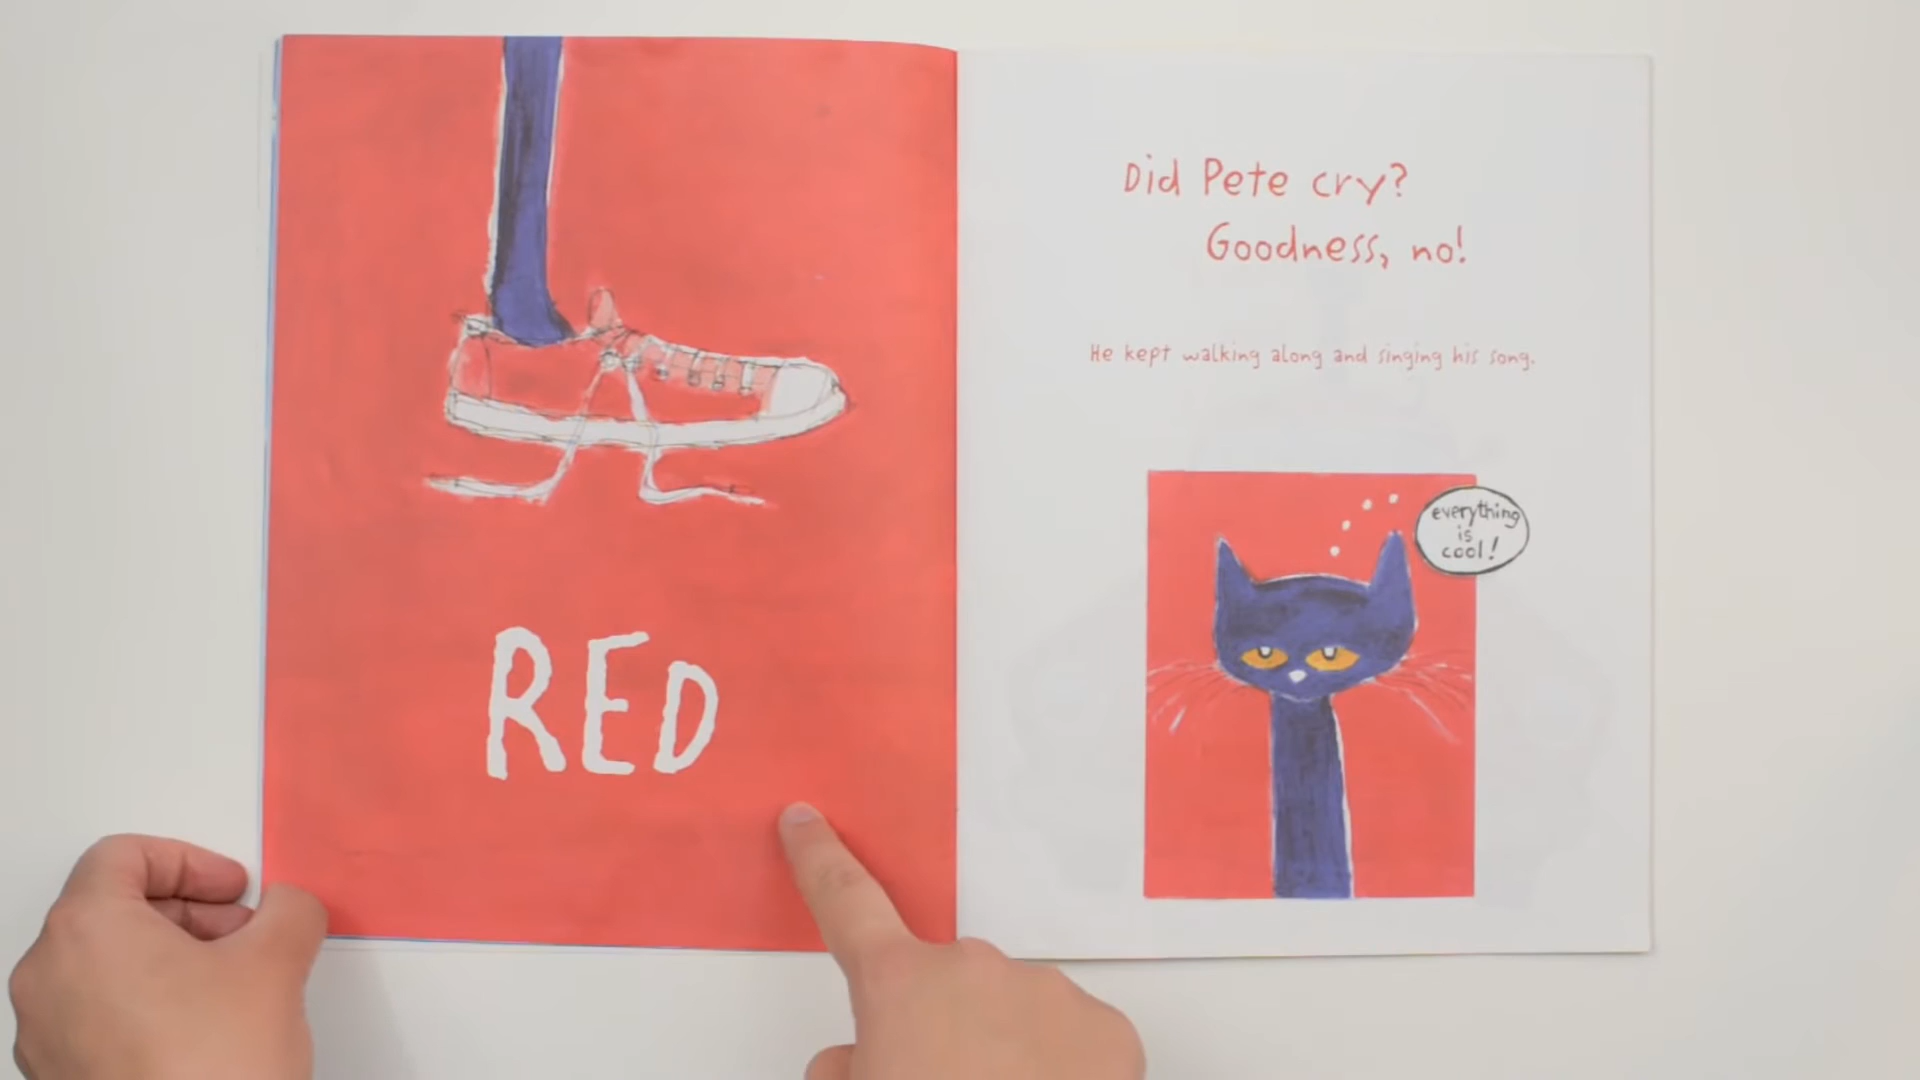 RED
Did Pete cry?
Goodness, no!
He kept walking along and singing his song.
everything
is
cool!